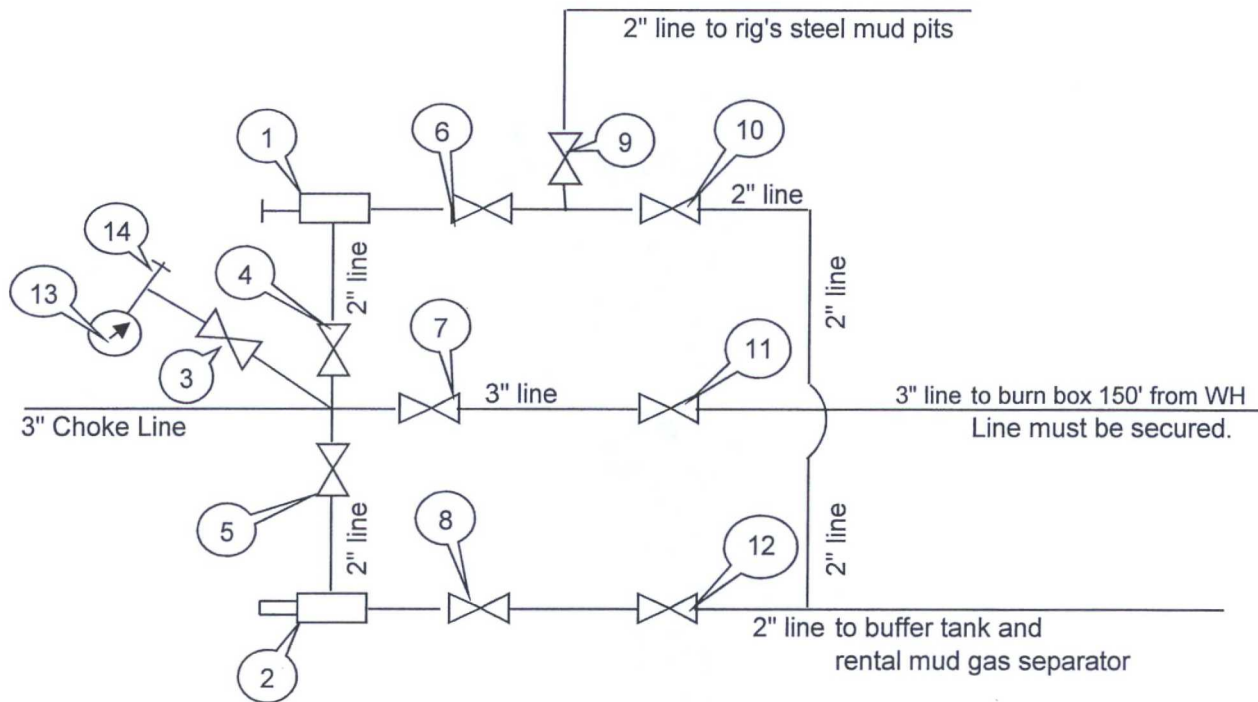 2" line to rig's steel mud pits
1
6
9
10
2" line
14
13
4
2" line
2" line
3
7
11
3" line
3" line to burn box 150' from WH
3" Choke Line
Line must be secured.
5
2" line
8
12
2" line
2" line to buffer tank and
rental mud gas separator
2